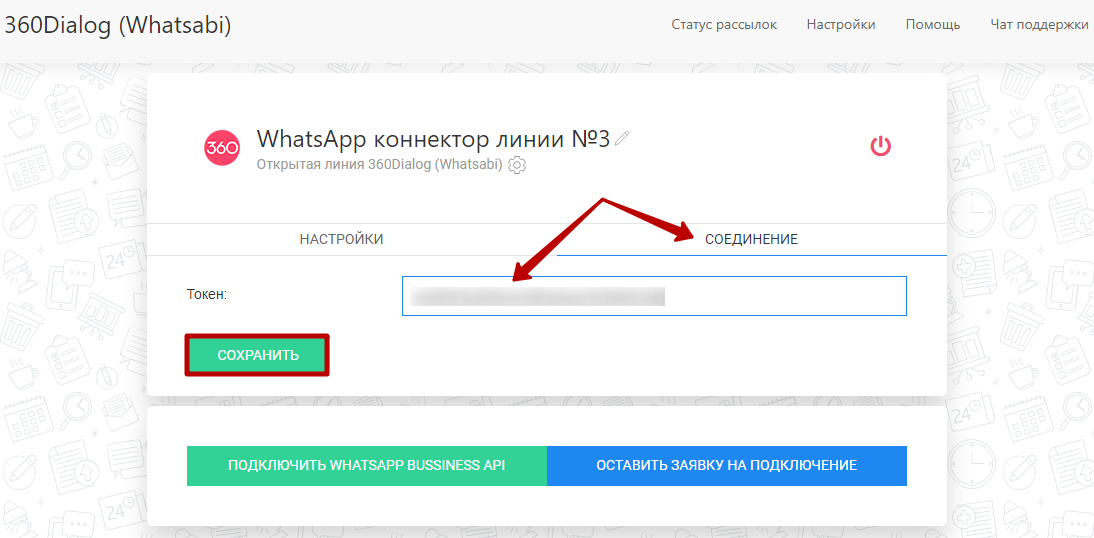 360Dialog (Whatsabi)
Статус рассылок Настройки Помощь Чат поддержки
360
WhatsApp коннектор линии №3
Открытая линия 360Dialog (Whatsabi)
НАСТРОЙКИ СОЕДИНЕНИЕ
Токен:
СОХРАНИТЬ
ПОДКЛЮЧИТЬ WHATSAPP BUSSINESS API ОСТАВИТЬ ЗАЯВКУ НА ПОДКЛЮЧЕНИЕ